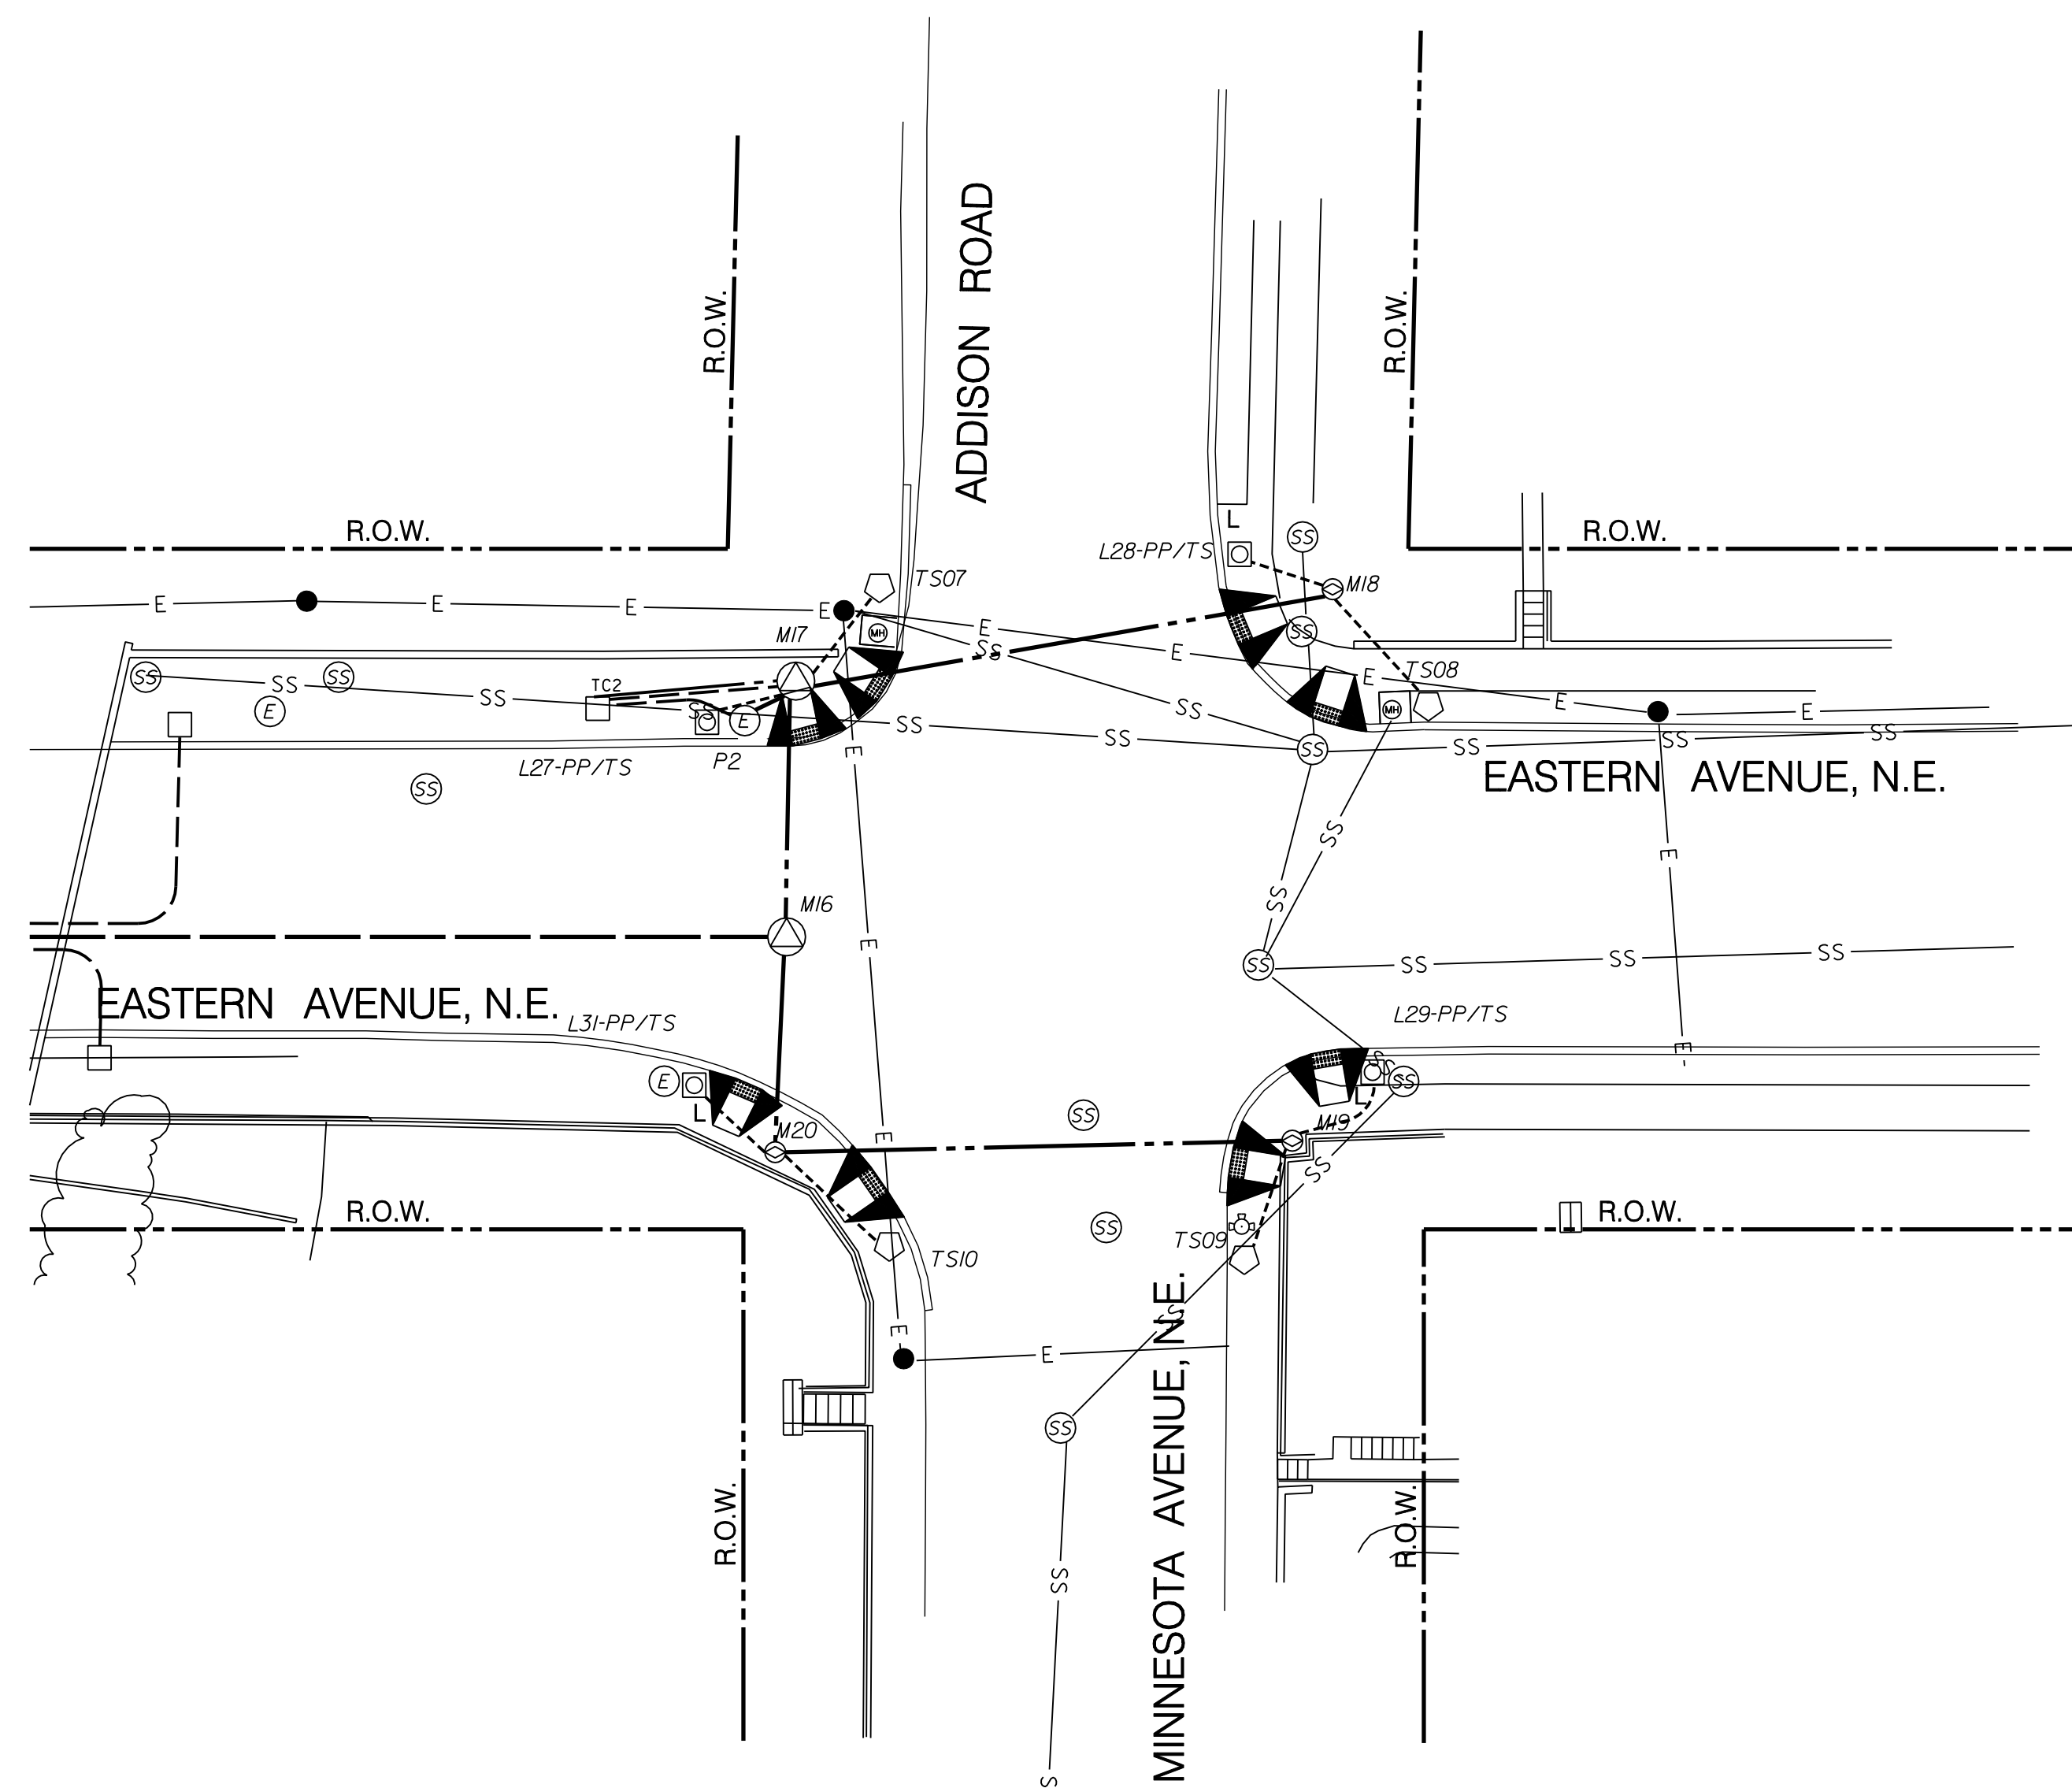 ADDISON ROAD
R.O.W.
R.O.W.
R.O.W.
R.O.W.
L
SS
L28-PP/TS
M18
TS07
E
E
E
E
E
M17
MH
SS
SS
E
TS08
E
SS
SS
SS
TC2
SS
E
SS
SS
E
MH
E
E
SS
SS
E
SS
SS
SS
SS
SS
P2
L27-PP/TS
EASTERN AVENUE, N.E.
SS
SS
E
SS
M16
E
SS
SS
SS
SS
EASTERN AVENUE, N.E.
L31-PP/TS
L29-PP/TS
E
SS
E
SS
L
L
SS
M20
M19
E
SS
R.O.W.
R.O.W.
SS
TS09
TS10
SS
E
E
SS
MINNESOTA AVENUE, N.E.
R.O.W.
R.O.W.
SS
S